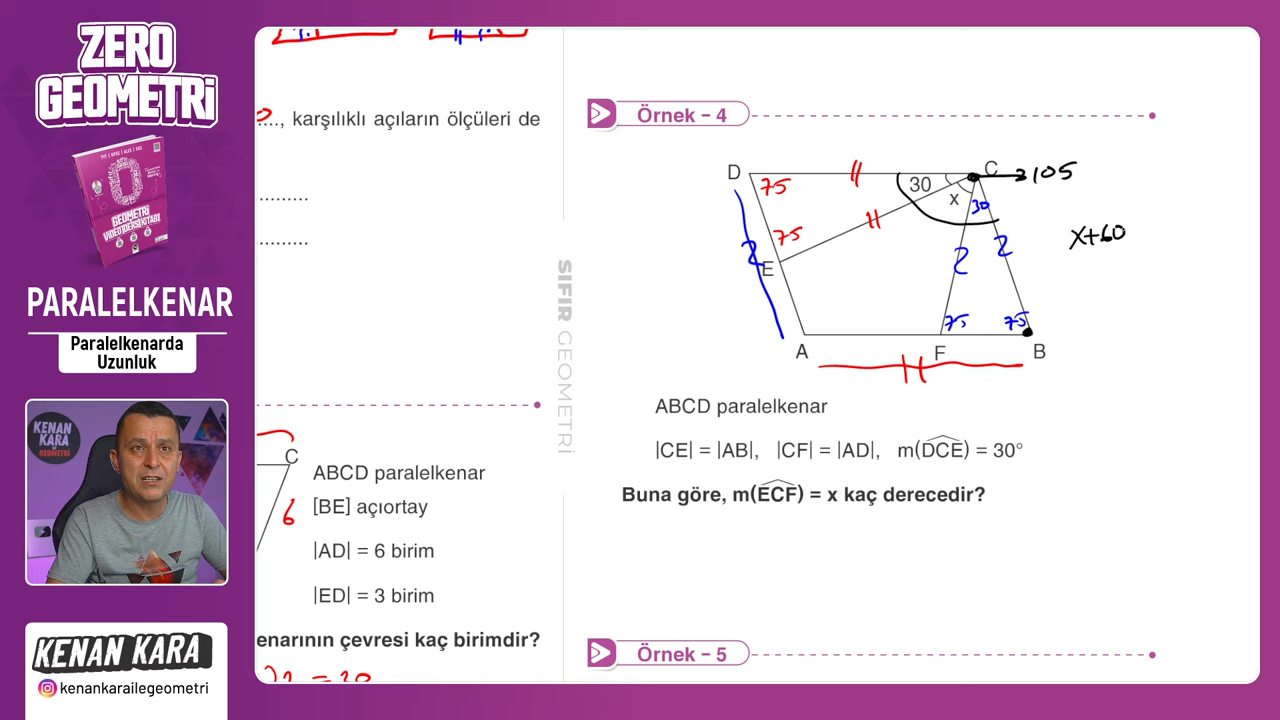 ZERO
GEOMETRİ
GEOMETRİ
VİDEO DERS KİTABI
PARALELKENAR
Paralelkenarda
Uzunluk
KENAN
KARA
GEOMETRİ
KENAN KARA
kenankarailegeometri
...., karşılıklı açıların ölçüleri de
..........
..........
C
6
ABCD paralelkenar
[BE] açıortay
|AD| = 6 birim
|ED| = 3 birim
enarının çevresi kaç birimdir?
SIFIR GEOMETRİ
Örnek – 4
D
75
30
C
105
x
30
75
E
2
2
2
x+60
75
75
A
F
B
ABCD paralelkenar
|CE| = |AB|, |CF| = |AD|, m(DCE) = 30°
Buna göre, m(ECF) = x kaç derecedir?
Örnek – 5